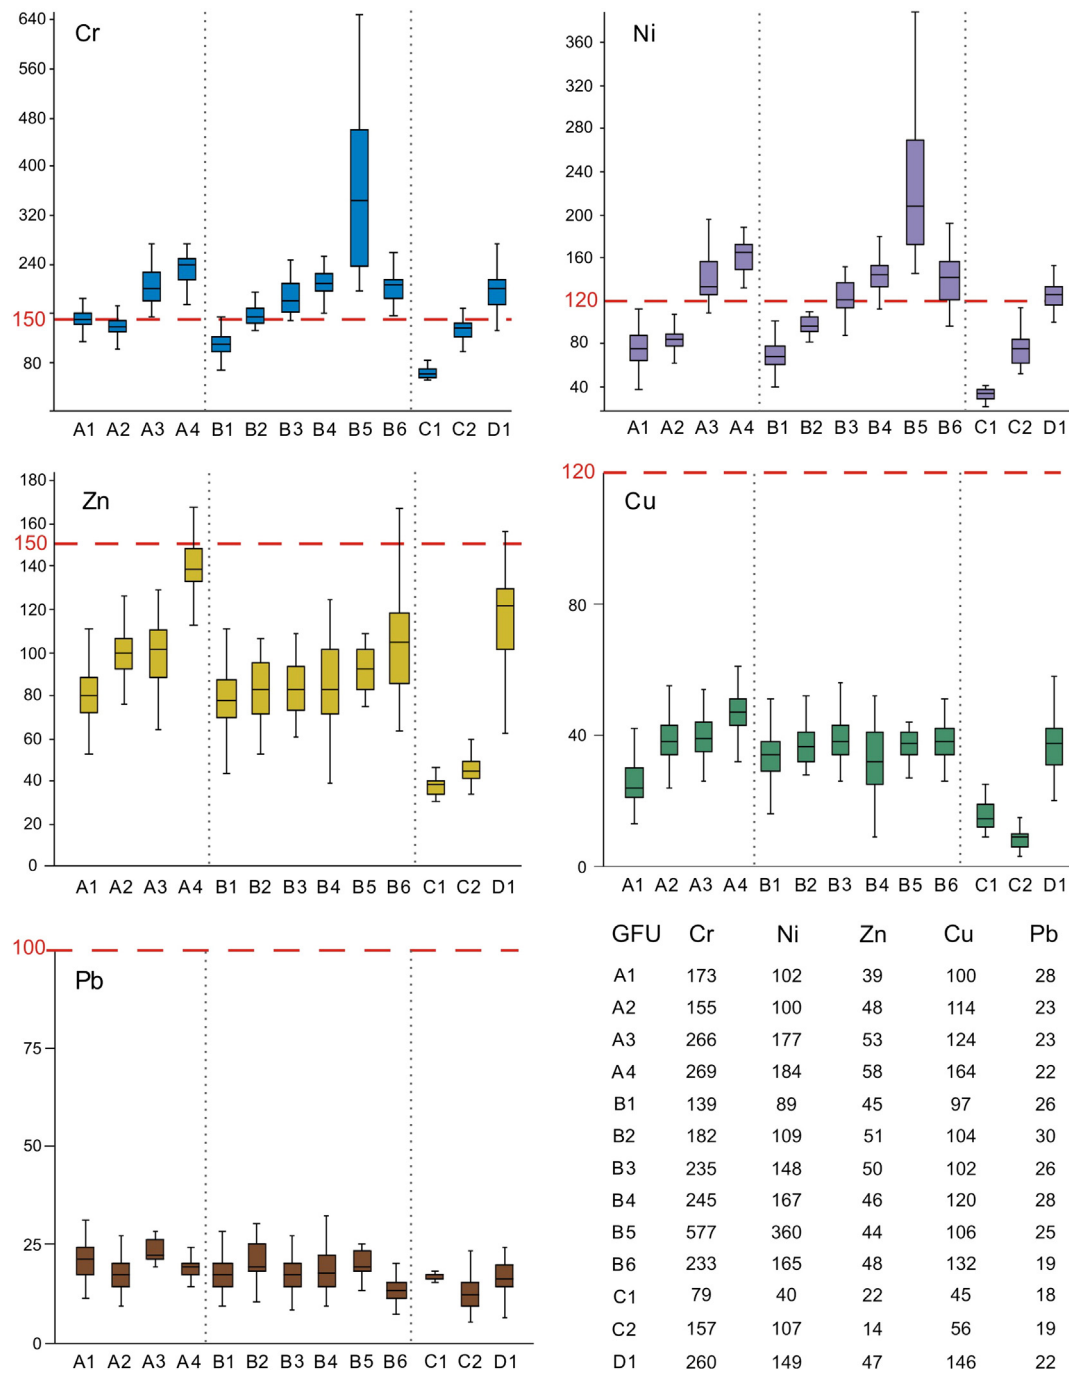 Cr
640
560
480
400
320
240
150
80
A1 A2 A3 A4 B1 B2 B3 B4 B5 B6 C1 C2 D1
Ni
360
320
280
240
200
160
120
80
40
A1 A2 A3 A4 B1 B2 B3 B4 B5 B6 C1 C2 D1
Zn
180
160
150
140
120
100
80
60
40
20
0
A1 A2 A3 A4 B1 B2 B3 B4 B5 B6 C1 C2 D1
Cu
120
80
40
0
A1 A2 A3 A4 B1 B2 B3 B4 B5 B6 C1 C2 D1
Pb
100
75
50
25
0
A1 A2 A3 A4 B1 B2 B3 B4 B5 B6 C1 C2 D1
GFU Cr Ni Zn Cu Pb
A1 173 102 39 100 28
A2 155 100 48 114 23
A3 266 177 53 124 23
A4 269 184 58 164 22
B1 139 89 45 97 26
B2 182 109 51 104 30
B3 235 148 50 102 26
B4 245 167 46 120 28
B5 577 360 44 106 25
B6 233 165 48 132 19
C1 79 40 22 45 18
C2 157 107 14 56 19
D1 260 149 47 146 22